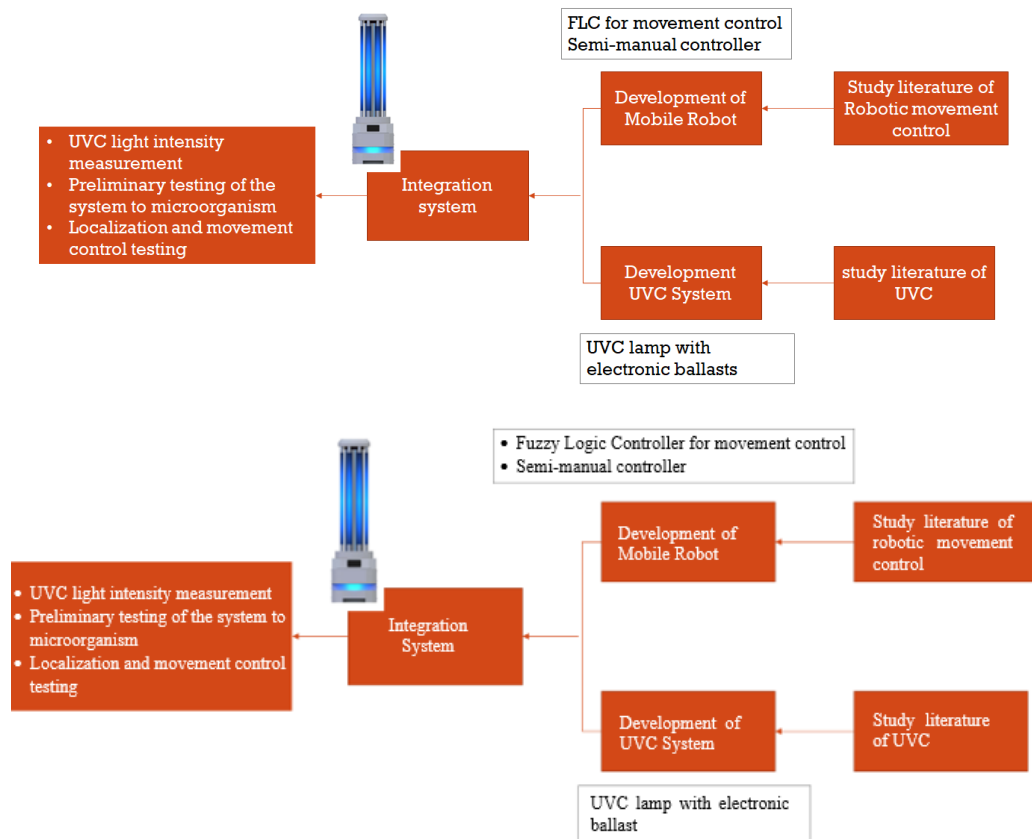 FLC for movement control
Semi-manual controller
Development of
Mobile Robot
Study literature of
Robotic movement
control
• UVC light intensity
measurement
• Preliminary testing of the
system to microorganism
• Localization and movement
control testing
Integration
system
Development
UVC System
study literature of
UVC
UVC lamp with
electronic ballasts
• Fuzzy Logic Controller for movement control
• Semi-manual controller
Development of
Mobile Robot
Study literature of
robotic movement
control
• UVC light intensity measurement
• Preliminary testing of the system to
microorganism
• Localization and movement control
testing
Integration
System
Development of
UVC System
Study literature
of UVC
UVC lamp with electronic
ballast